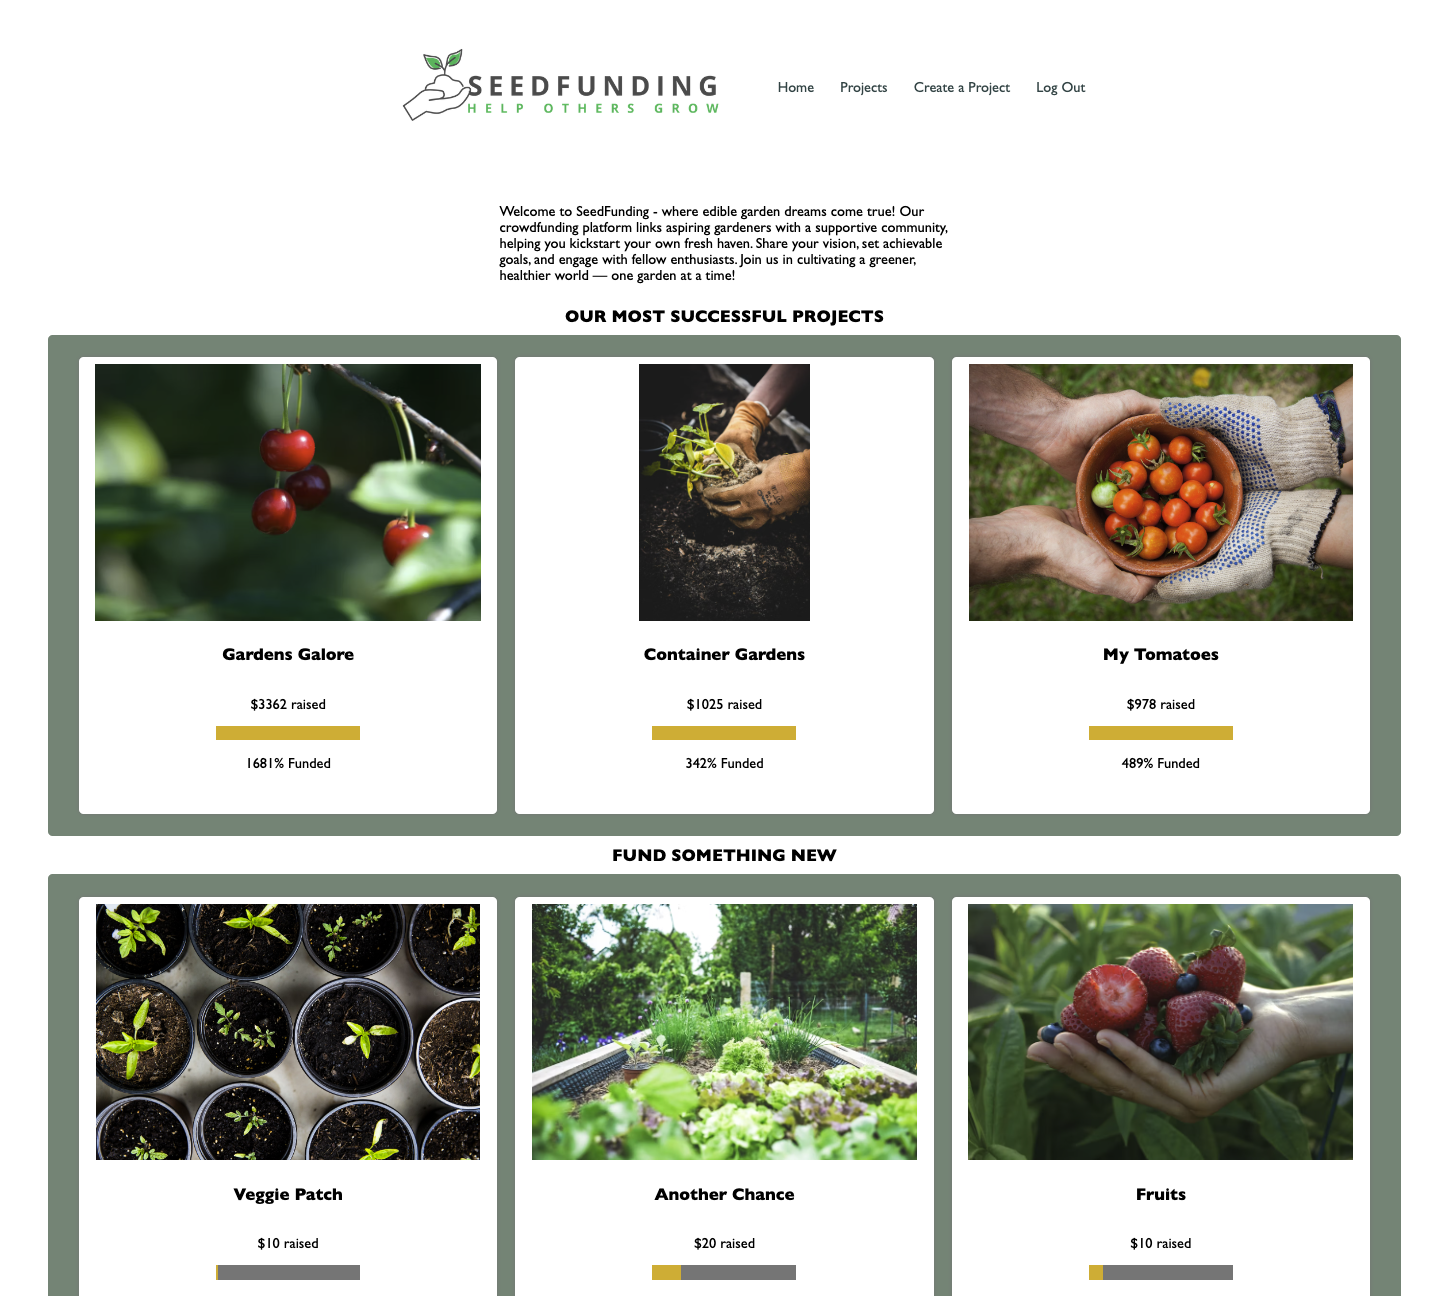 SEEDFUNDING
HELP OTHERS GROW
Home Projects Create a Project Log Out
Welcome to SeedFunding - where edible garden dreams come true! Our
crowdfunding platform links aspiring gardeners with a supportive community,
helping you kickstart your own fresh haven. Share your vision, set achievable
goals, and engage with fellow enthusiasts. Join us in cultivating a greener,
healthier world — one garden at a time!
OUR MOST SUCCESSFUL PROJECTS
Gardens Galore
$3362 raised
1681% Funded
Container Gardens
$1025 raised
342% Funded
My Tomatoes
$978 raised
489% Funded
FUND SOMETHING NEW
Veggie Patch
$10 raised
Another Chance
$20 raised
Fruits
$10 raised